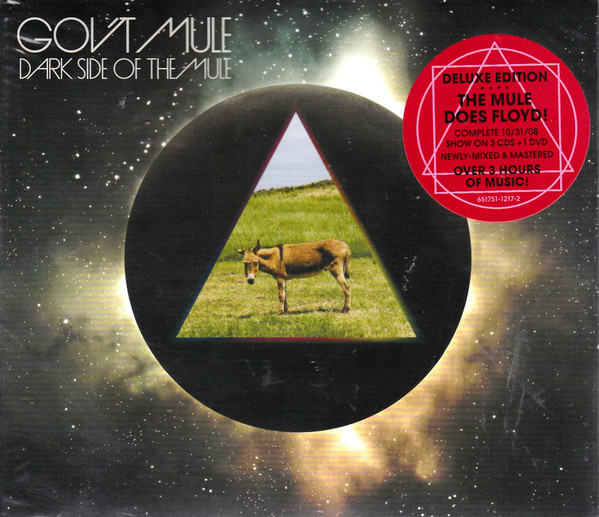 GOV'T MULE
DARK SIDE OF THE MULE
DELUXE EDITION
THE MULE
DOES FLOYD!
COMPLETE 10/31/08
SHOW ON 3 CDS + 1 DVD
NEWLY-MIXED & MASTERED
OVER 3 HOURS
OF MUSIC!
651751-1217-2